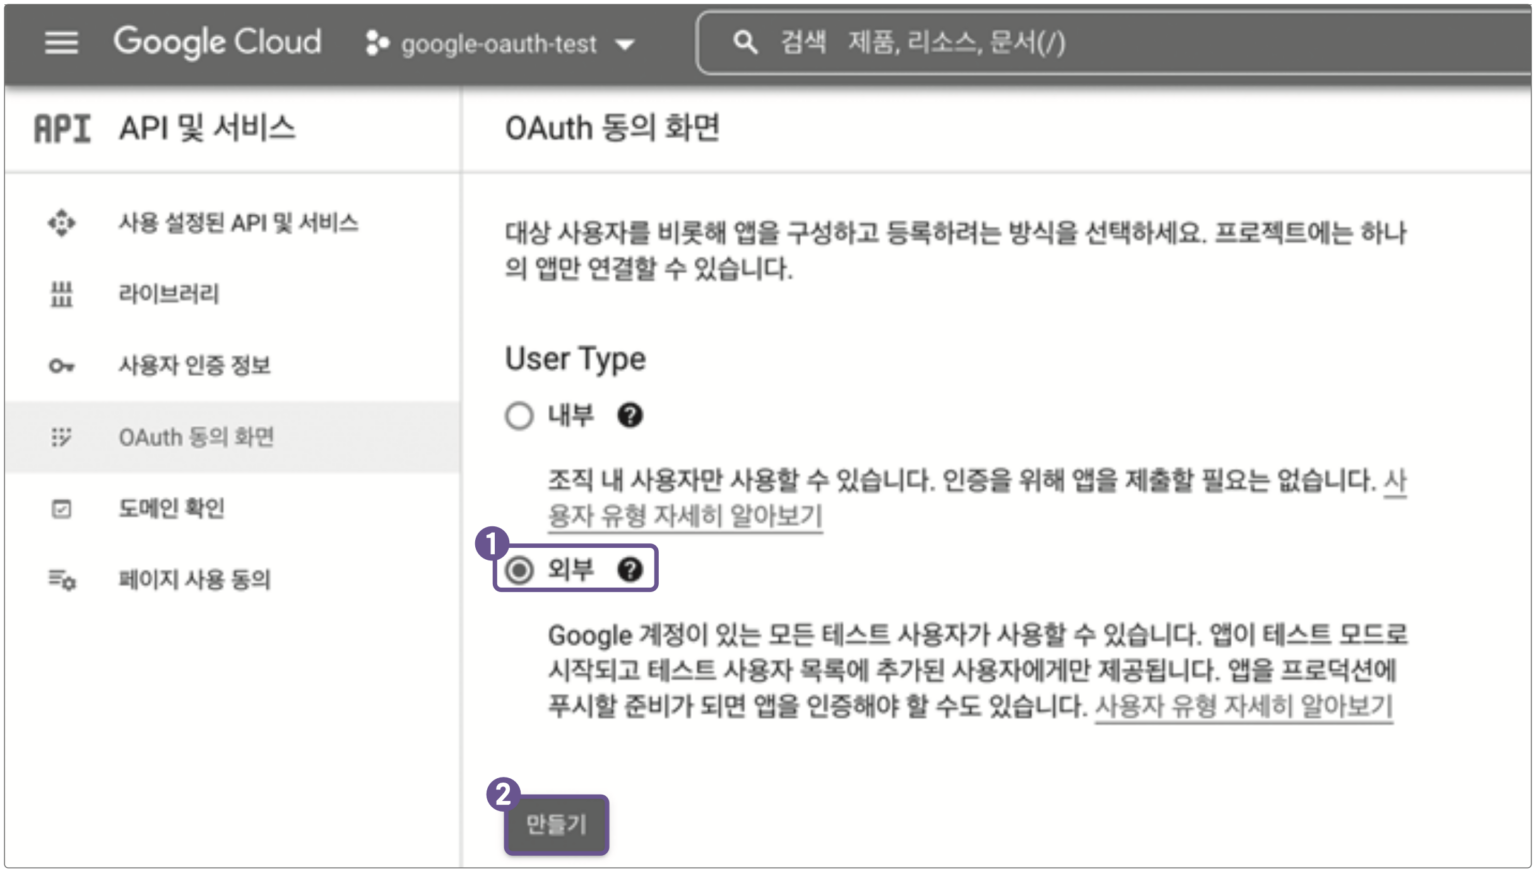 Google Cloud google-oauth-test 검색 제품, 리소스, 문서(/)
API API 및 서비스
사용 설정된 API 및 서비스
라이브러리
사용자 인증 정보
OAuth 동의 화면
도메인 확인
페이지 사용 동의
OAuth 동의 화면
대상 사용자를 비롯해 앱을 구성하고 등록하려는 방식을 선택하세요. 프로젝트에는 하나
의 앱만 연결할 수 있습니다.
User Type
내부
조직 내 사용자만 사용할 수 있습니다. 인증을 위해 앱을 제출할 필요는 없습니다. 사
용자 유형 자세히 알아보기
1
외부
Google 계정이 있는 모든 테스트 사용자가 사용할 수 있습니다. 앱이 테스트 모드로
시작되고 테스트 사용자 목록에 추가된 사용자에게만 제공됩니다. 앱을 프로덕션에
푸시할 준비가 되면 앱을 인증해야 할 수도 있습니다. 사용자 유형 자세히 알아보기
2
만들기